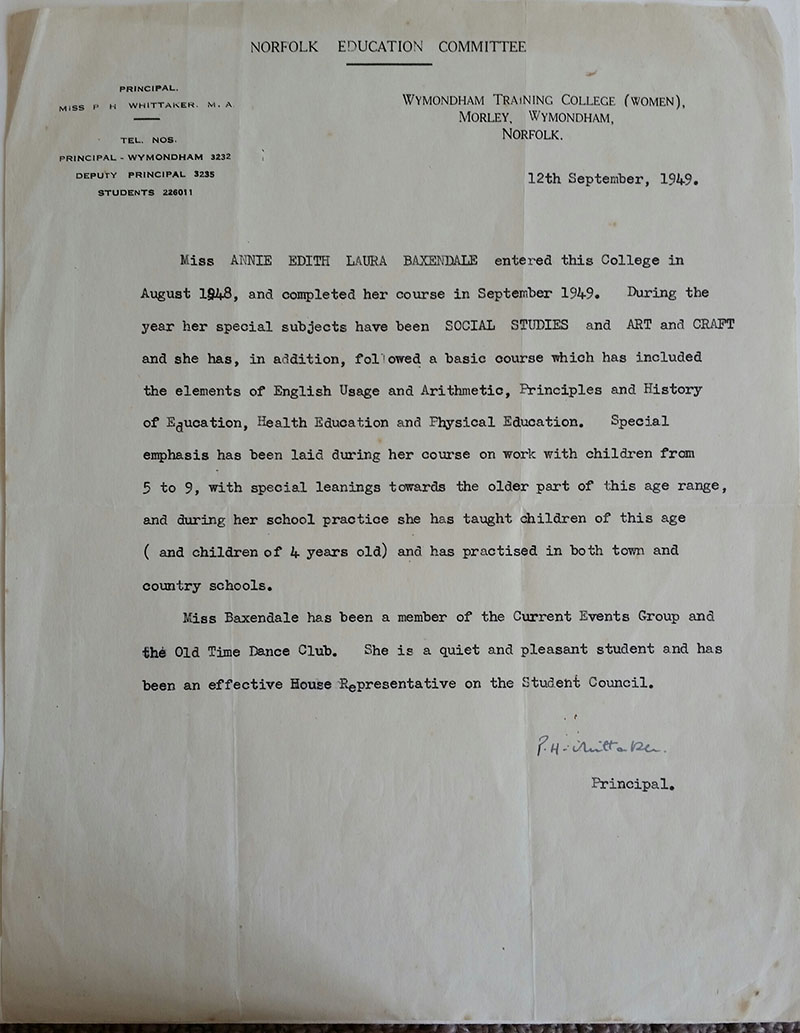 NORFOLK EDUCATION COMMITTEE
PRINCIPAL.
MISS P H WHITTAKER. M. A.
TEL. NOS.
PRINCIPAL - WYMONDHAM 3232
DEPUTY PRINCIPAL 3235
STUDENTS 226011
WYMONDHAM TRAINING COLLEGE (WOMEN),
MORLEY, WYMONDHAM,
NORFOLK.
12th September, 1949.
Miss ANNIE EDITH LAURA BAXENDALE entered this College in
August 1948, and completed her course in September 1949. During the
year her special subjects have been SOCIAL STUDIES and ART and CRAFT
and she has, in addition, followed a basic course which has included
the elements of English Usage and Arithmetic, Principles and History
of Education, Health Education and Physical Education. Special
emphasis has been laid during her course on work with children from
5 to 9, with special leanings towards the older part of this age range,
and during her school practice she has taught children of this age
( and children of 4 years old) and has practised in both town and
country schools.
Miss Baxendale has been a member of the Current Events Group and
the Old Time Dance Club. She is a quiet and pleasant student and has
been an effective House Representative on the Student Council.
P. H. Whittaker.
Principal.